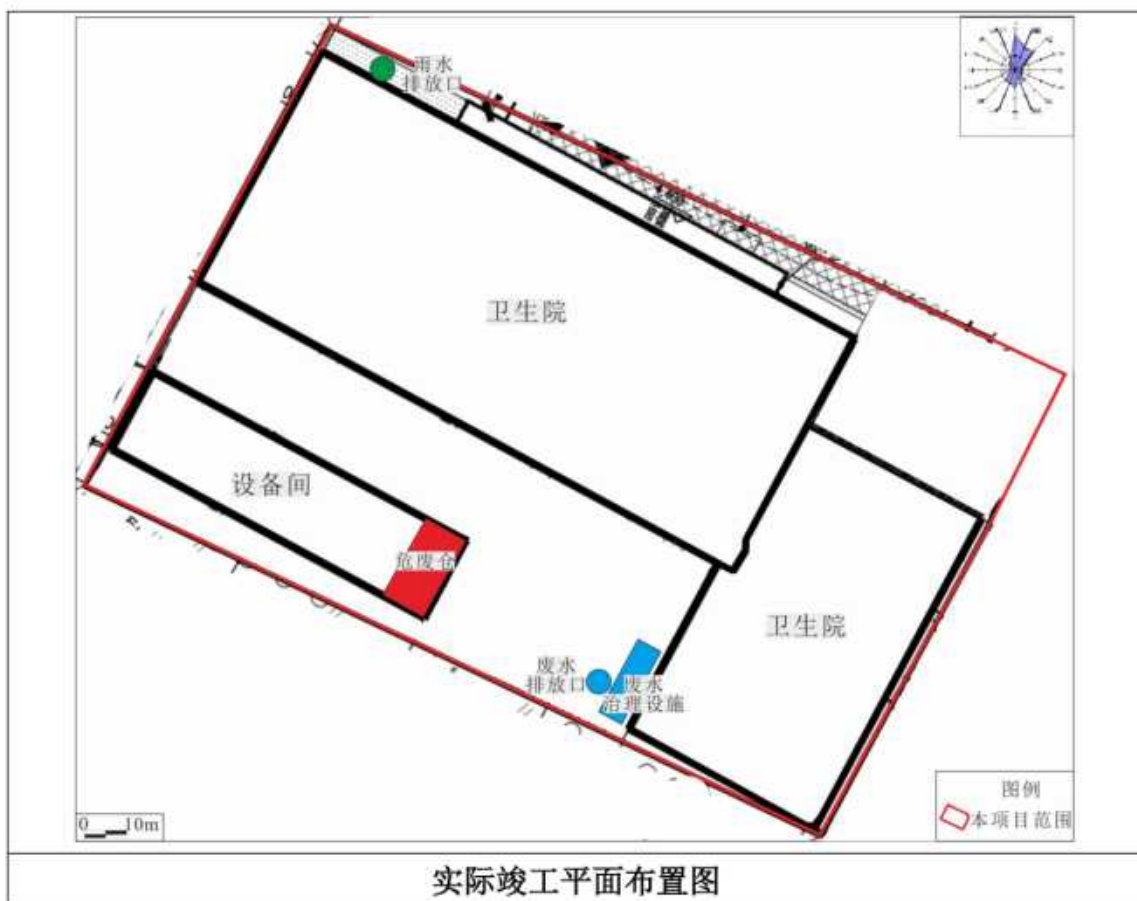 雨水
排放口
卫生院
设备间
危废仓
卫生院
废水
排放口
废水
治理设施
图例
本项目范围
0 10m
实际竣工平面布置图